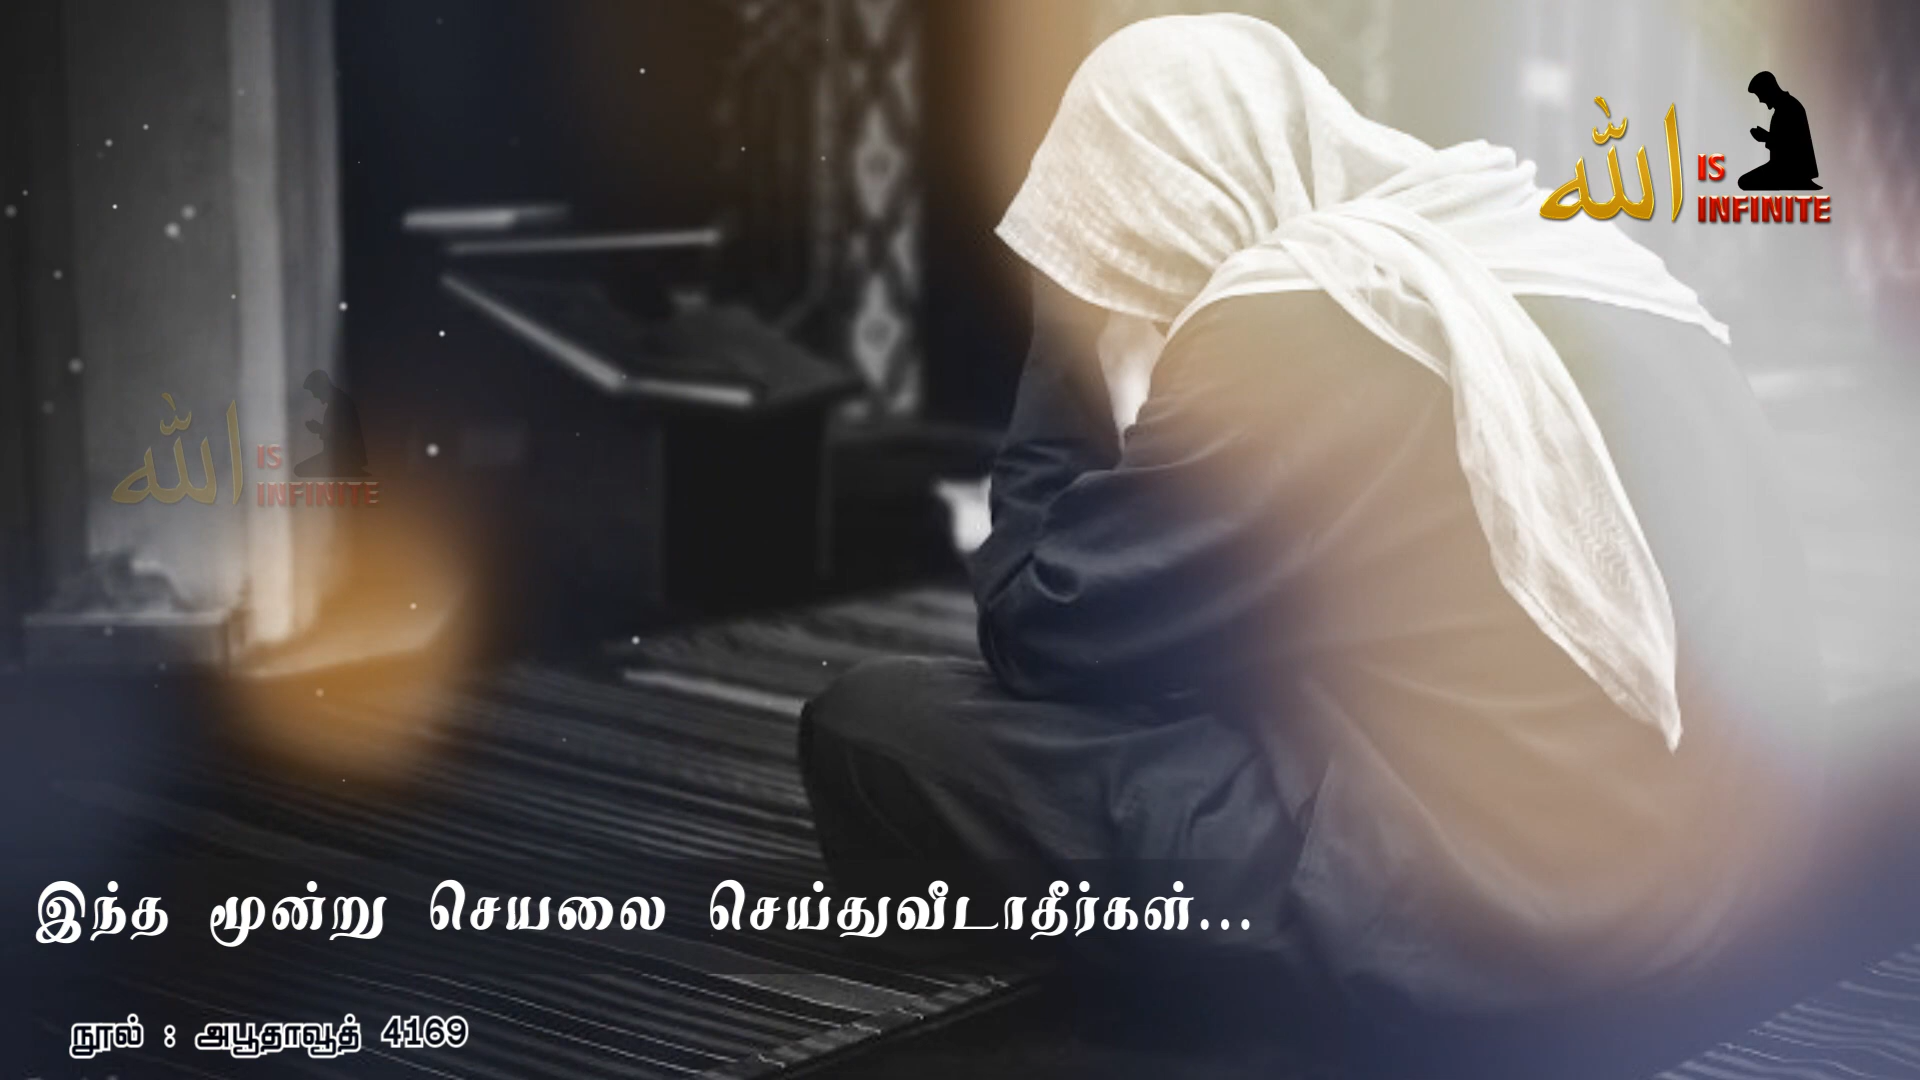 الله IS
INFINITE
الله IS
INFINITE
இந்த மூன்று செயலை செய்துவீடாதீர்கள்...
நூல் : அபூதாவூத் 4169